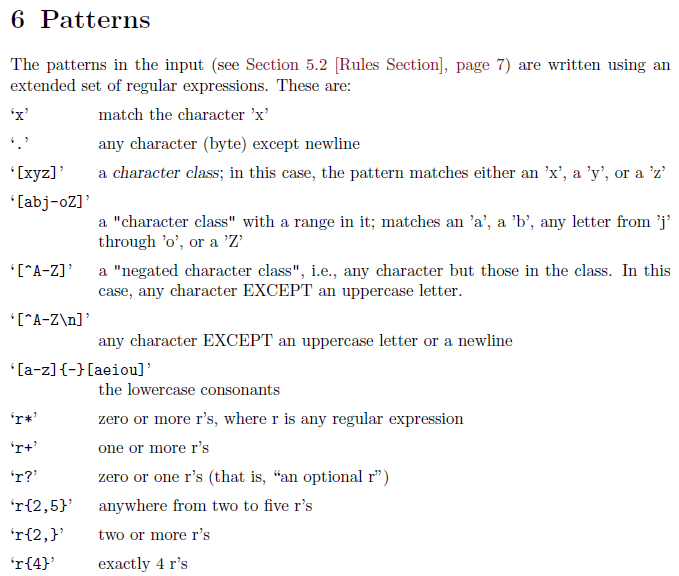 6 Patterns
The patterns in the input (see Section 5.2 [Rules Section], page 7) are written using an
extended set of regular expressions. These are:
‘x’ match the character ’x’
‘.’ any character (byte) except newline
‘[xyz]’ a character class; in this case, the pattern matches either an ’x’, a ’y’, or a ’z’
‘[abj-oZ]’
a "character class" with a range in it; matches an ’a’, a ’b’, any letter from ’j’
through ’o’, or a ’Z’
‘[^A-Z]’ a "negated character class", i.e., any character but those in the class. In this
case, any character EXCEPT an uppercase letter.
‘[^A-Z\n]’
any character EXCEPT an uppercase letter or a newline
‘[a-z]{-}[aeiou]’
the lowercase consonants
‘r*’ zero or more r’s, where r is any regular expression
‘r+’ one or more r’s
‘r?’ zero or one r’s (that is, “an optional r”)
‘r{2,5}’ anywhere from two to five r’s
‘r{2,}’ two or more r’s
‘r{4}’ exactly 4 r’s